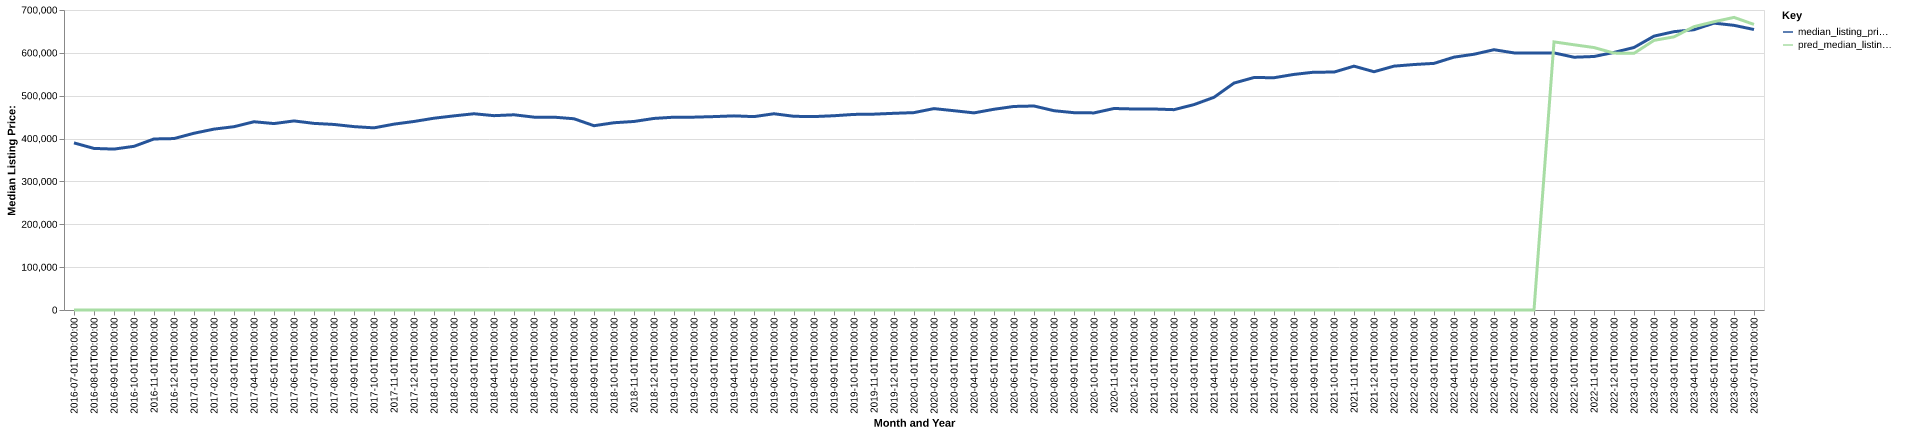 700,000
600,000
500,000
400,000
300,000
200,000
100,000
0
Median Listing Price:
2016-07-01T00:00:00
2016-08-01T00:00:00
2016-09-01T00:00:00
2016-10-01T00:00:00
2016-11-01T00:00:00
2016-12-01T00:00:00
2017-01-01T00:00:00
2017-02-01T00:00:00
2017-03-01T00:00:00
2017-04-01T00:00:00
2017-05-01T00:00:00
2017-06-01T00:00:00
2017-07-01T00:00:00
2017-08-01T00:00:00
2017-09-01T00:00:00
2017-10-01T00:00:00
2017-11-01T00:00:00
2017-12-01T00:00:00
2018-01-01T00:00:00
2018-02-01T00:00:00
2018-03-01T00:00:00
2018-04-01T00:00:00
2018-05-01T00:00:00
2018-06-01T00:00:00
2018-07-01T00:00:00
2018-08-01T00:00:00
2018-09-01T00:00:00
2018-10-01T00:00:00
2018-11-01T00:00:00
2018-12-01T00:00:00
2019-01-01T00:00:00
2019-02-01T00:00:00
2019-03-01T00:00:00
2019-04-01T00:00:00
2019-05-01T00:00:00
2019-06-01T00:00:00
2019-07-01T00:00:00
2019-08-01T00:00:00
2019-09-01T00:00:00
2019-10-01T00:00:00
2019-11-01T00:00:00
2019-12-01T00:00:00
2020-01-01T00:00:00
2020-02-01T00:00:00
2020-03-01T00:00:00
2020-04-01T00:00:00
2020-05-01T00:00:00
2020-06-01T00:00:00
2020-07-01T00:00:00
2020-08-01T00:00:00
2020-09-01T00:00:00
2020-10-01T00:00:00
2020-11-01T00:00:00
2020-12-01T00:00:00
2021-01-01T00:00:00
2021-02-01T00:00:00
2021-03-01T00:00:00
2021-04-01T00:00:00
2021-05-01T00:00:00
2021-06-01T00:00:00
2021-07-01T00:00:00
2021-08-01T00:00:00
2021-09-01T00:00:00
2021-10-01T00:00:00
2021-11-01T00:00:00
2021-12-01T00:00:00
2022-01-01T00:00:00
2022-02-01T00:00:00
2022-03-01T00:00:00
2022-04-01T00:00:00
2022-05-01T00:00:00
2022-06-01T00:00:00
2022-07-01T00:00:00
2022-08-01T00:00:00
2022-09-01T00:00:00
2022-10-01T00:00:00
2022-11-01T00:00:00
2022-12-01T00:00:00
2023-01-01T00:00:00
2023-02-01T00:00:00
2023-03-01T00:00:00
2023-04-01T00:00:00
2023-05-01T00:00:00
2023-06-01T00:00:00
2023-07-01T00:00:00
Month and Year
Key
median_listing_pri…
pred_median_listin…